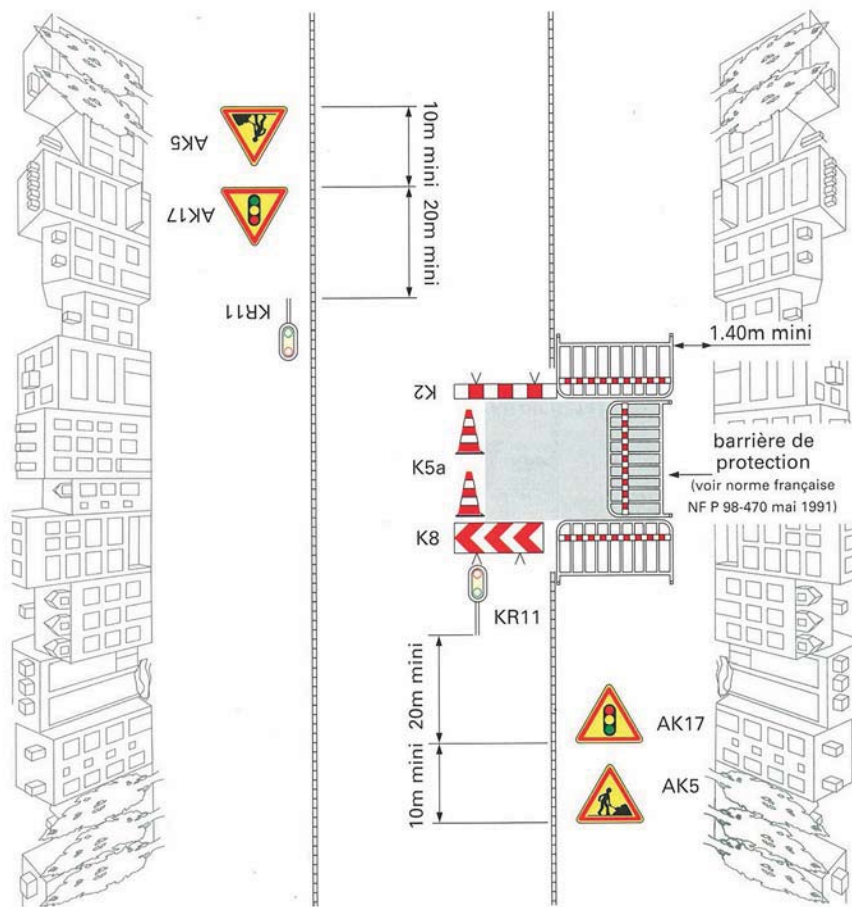 AK5
10m mini
AK17
20m mini
KR11
1.40m mini
K2
K5a
barrière de
protection
(voir norme française
NF P 98-470 mai 1991)
K8
KR11
20m mini
AK17
10m mini
AK5